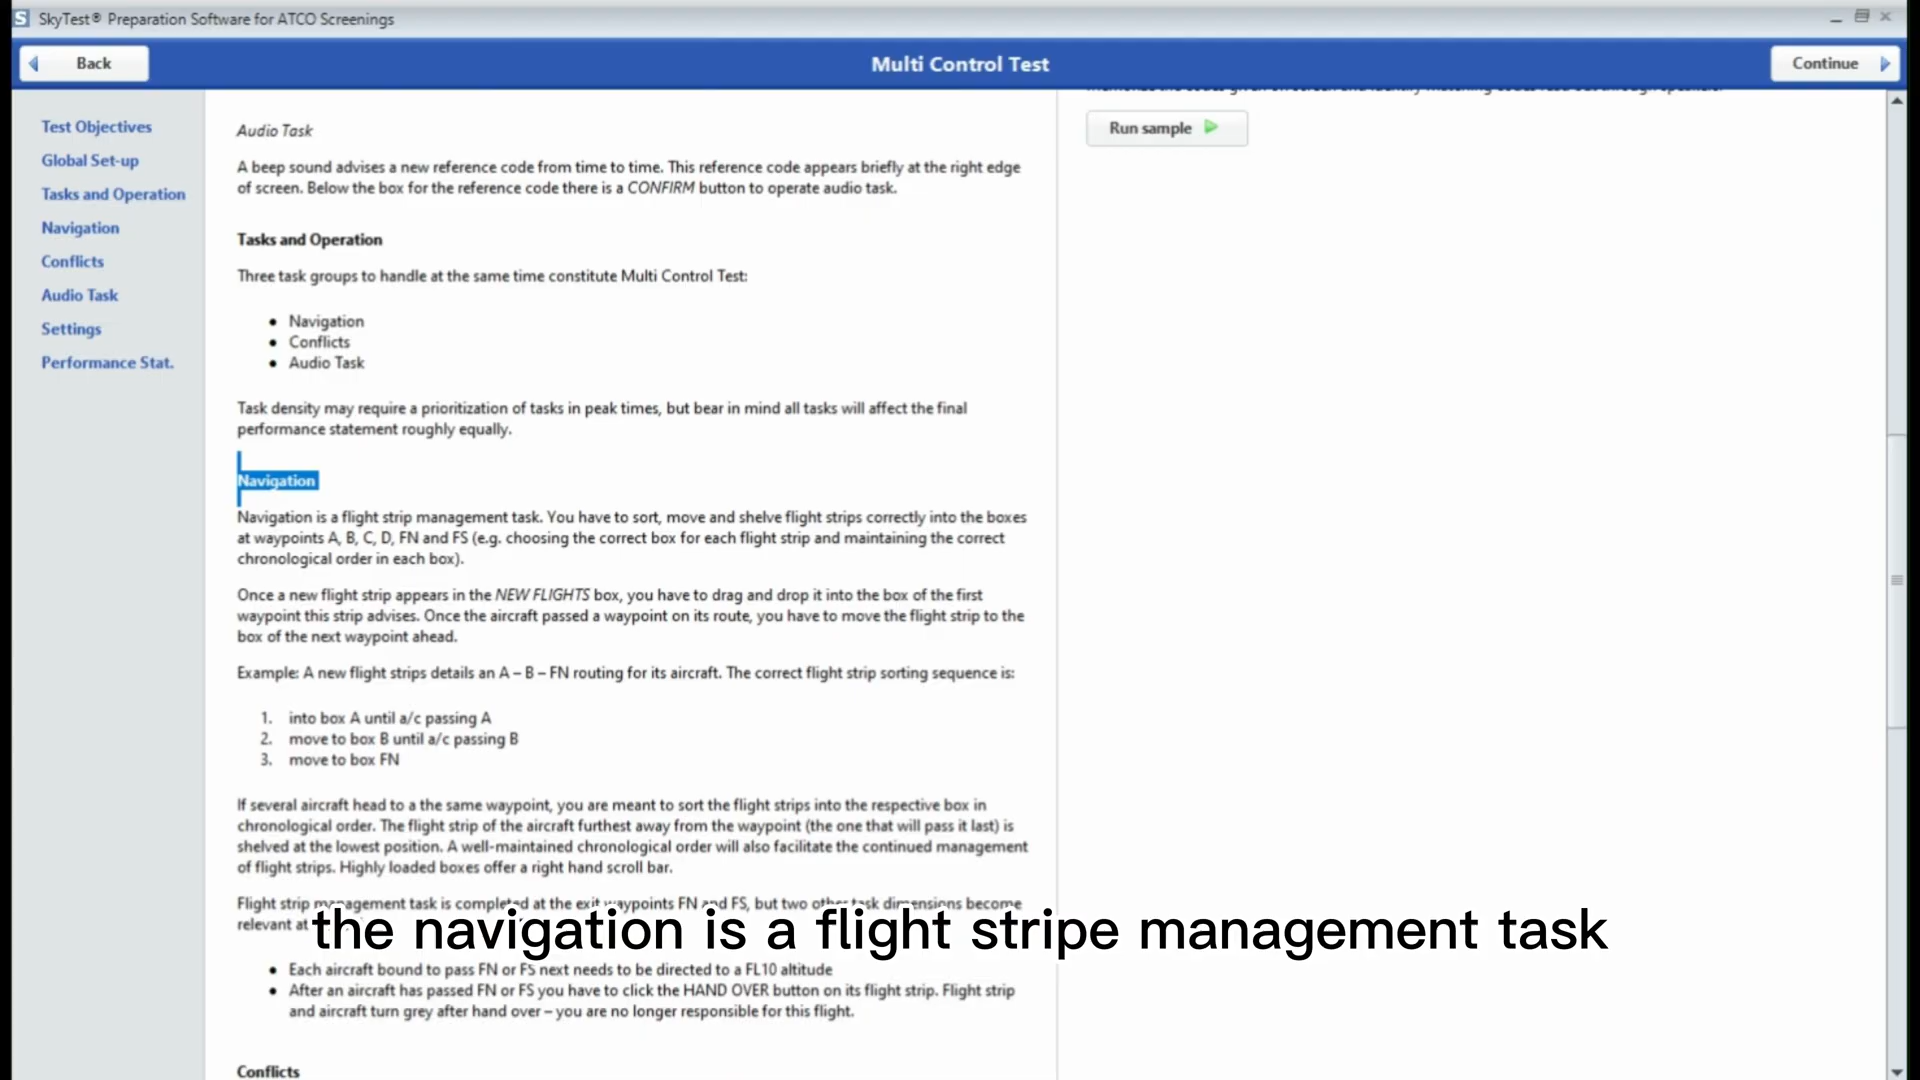 SkyTest® Preparation Software for ATCO Screenings
Back
Multi Control Test
Continue
Test Objectives
Global Set-up
Tasks and Operation
Navigation
Conflicts
Audio Task
Settings
Performance Stat.
Audio Task
A beep sound advises a new reference code from time to time. This reference code appears briefly at the right edge
of screen. Below the box for the reference code there is a CONFIRM button to operate audio task.
Tasks and Operation
Three task groups to handle at the same time constitute Multi Control Test:
• Navigation
• Conflicts
• Audio Task
Task density may require a prioritization of tasks in peak times, but bear in mind all tasks will affect the final
performance statement roughly equally.
Navigation
Navigation is a flight strip management task. You have to sort, move and shelve flight strips correctly into the boxes
at waypoints A, B, C, D, FN and FS (e.g. choosing the correct box for each flight strip and maintaining the correct
chronological order in each box).
Once a new flight strip appears in the NEW FLIGHTS box, you have to drag and drop it into the box of the first
waypoint this strip advises. Once the aircraft passed a waypoint on its route, you have to move the flight strip to the
box of the next waypoint ahead.
Example: A new flight strips details an A – B – FN routing for its aircraft. The correct flight strip sorting sequence is:
1. into box A until a/c passing A
2. move to box B until a/c passing B
3. move to box FN
If several aircraft head to a the same waypoint, you are meant to sort the flight strips into the respective box in
chronological order. The flight strip of the aircraft furthest away from the waypoint (the one that will pass it last) is
shelved at the lowest position. A well-maintained chronological order will also facilitate the continued management
of flight strips. Highly loaded boxes offer a right hand scroll bar.
Flight strip management task is completed at the exit waypoints FN and FS, but two other task dimensions become
relevant at
the navigation is a flight stripe management task
• Each aircraft bound to pass FN or FS next needs to be directed to a FL10 altitude
• After an aircraft has passed FN or FS you have to click the HAND OVER button on its flight strip. Flight strip
and aircraft turn grey after hand over – you are no longer responsible for this flight.
Conflicts
Run sample